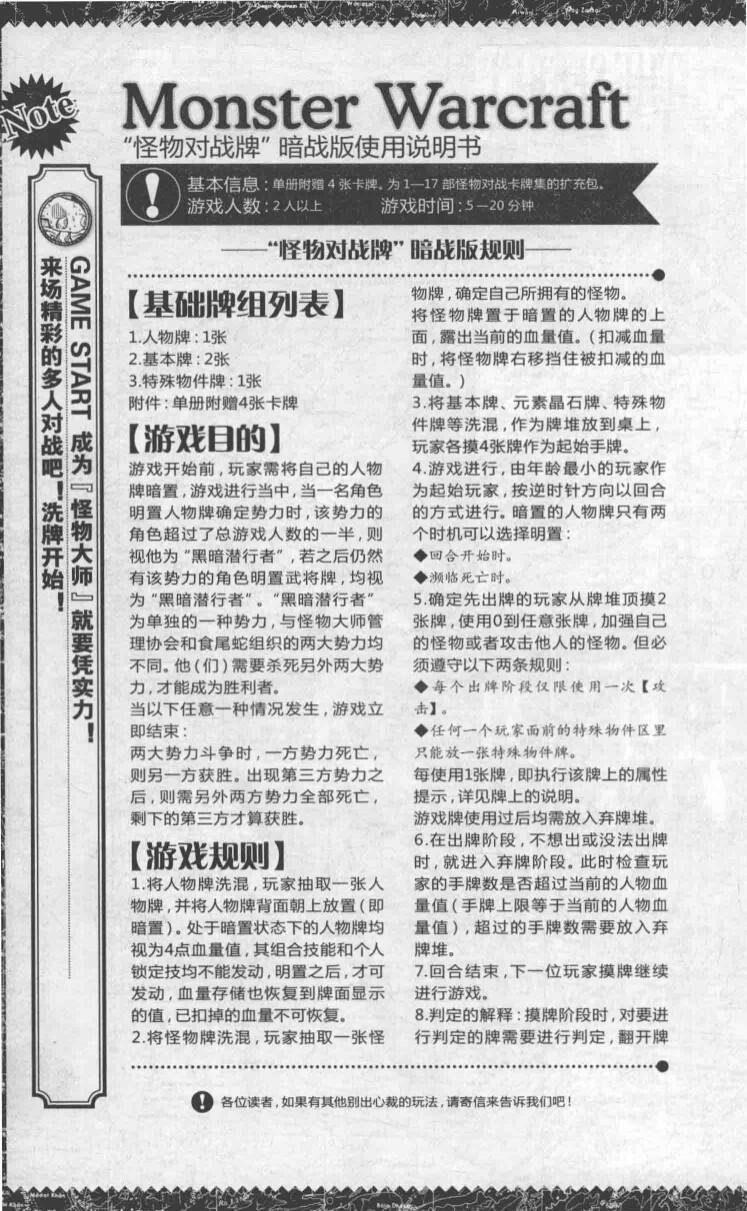 Note
Monster Warcraft
“怪物对战牌”暗战版使用说明书
基本信息：单册附赠 4 张卡牌。为 1—17 部怪物对战卡牌集的扩充包。
游戏人数：2 人以上 游戏时间：5—20 分钟
GAME START 成为『怪物大师』就要凭实力！
来场精彩的多人对战吧！洗牌开始！
——“怪物对战牌”暗战版规则——
【基础牌组列表】
1.人物牌：1张
2.基本牌：2张
3.特殊物件牌：1张
附件：单册附赠4张卡牌
【游戏目的】
游戏开始前，玩家需将自己的人物
牌暗置，游戏进行当中，当一名角色
明置人物牌确定势力时，该势力的
角色超过了总游戏人数的一半，则
视他为“黑暗潜行者”，若之后仍然
有该势力的角色明置武将牌，均视
为“黑暗潜行者”。“黑暗潜行者”
为单独的一种势力，与怪物大师管
理协会和食尾蛇组织的两大势力均
不同。他（们）需要杀死另外两大势
力，才能成为胜利者。
当以下任意一种情况发生，游戏立
即结束：
两大势力斗争时，一方势力死亡，
则另一方获胜。出现第三方势力之
后，则需另外两方势力全部死亡，
剩下的第三方才算获胜。
【游戏规则】
1.将人物牌洗混，玩家抽取一张人
物牌，并将人物牌背面朝上放置（即
暗置）。处于暗置状态下的人物牌均
视为4点血量值，其组合技能和个人
锁定技均不能发动，明置之后，才可
发动，血量存储也恢复到牌面显示
的值，已扣掉的血量不可恢复。
2.将怪物牌洗混，玩家抽取一张怪
物牌，确定自己所拥有的怪物。
将怪物牌置于暗置的人物牌的上
面，露出当前的血量值。（扣减血量
时，将怪物牌右移挡住被扣减的血
量值。）
3.将基本牌、元素晶石牌、特殊物
件牌等洗混，作为牌堆放到桌上，
玩家各摸4张牌作为起始手牌。
4.游戏进行，由年龄最小的玩家作
为起始玩家，按逆时针方向以回合
的方式进行。暗置的人物牌只有两
个时机可以选择明置：
◆回合开始时。
◆濒临死亡时。
5.确定先出牌的玩家从牌堆顶摸2
张牌，使用0到任意张牌，加强自己
的怪物或者攻击他人的怪物。但必
须遵守以下两条规则：
◆每个出牌阶段仅限使用一次【攻
击】。
◆任何一个玩家面前的特殊物件区里
只能放一张特殊物件牌。
每使用1张牌，即执行该牌上的属性
提示，详见牌上的说明。
游戏牌使用过后均需放入弃牌堆。
6.在出牌阶段，不想出或没法出牌
时，就进入弃牌阶段。此时检查玩
家的手牌数是否超过当前的人物血
量值（手牌上限等于当前的人物血
量值），超过的手牌数需要放入弃
牌堆。
7.回合结束，下一位玩家摸牌继续
进行游戏。
8.判定的解释：摸牌阶段时，对要进
行判定的牌需要进行判定，翻开牌
各位读者，如果有其他别出心裁的玩法，请寄信来告诉我们吧！